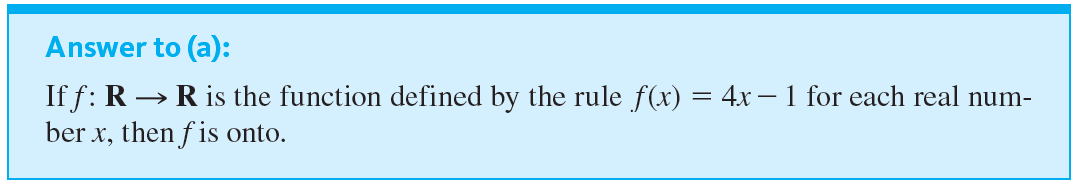 Answer to (a):
If f: R → R is the function defined by the rule f(x) = 4x – 1 for each real num-
ber x, then f is onto.